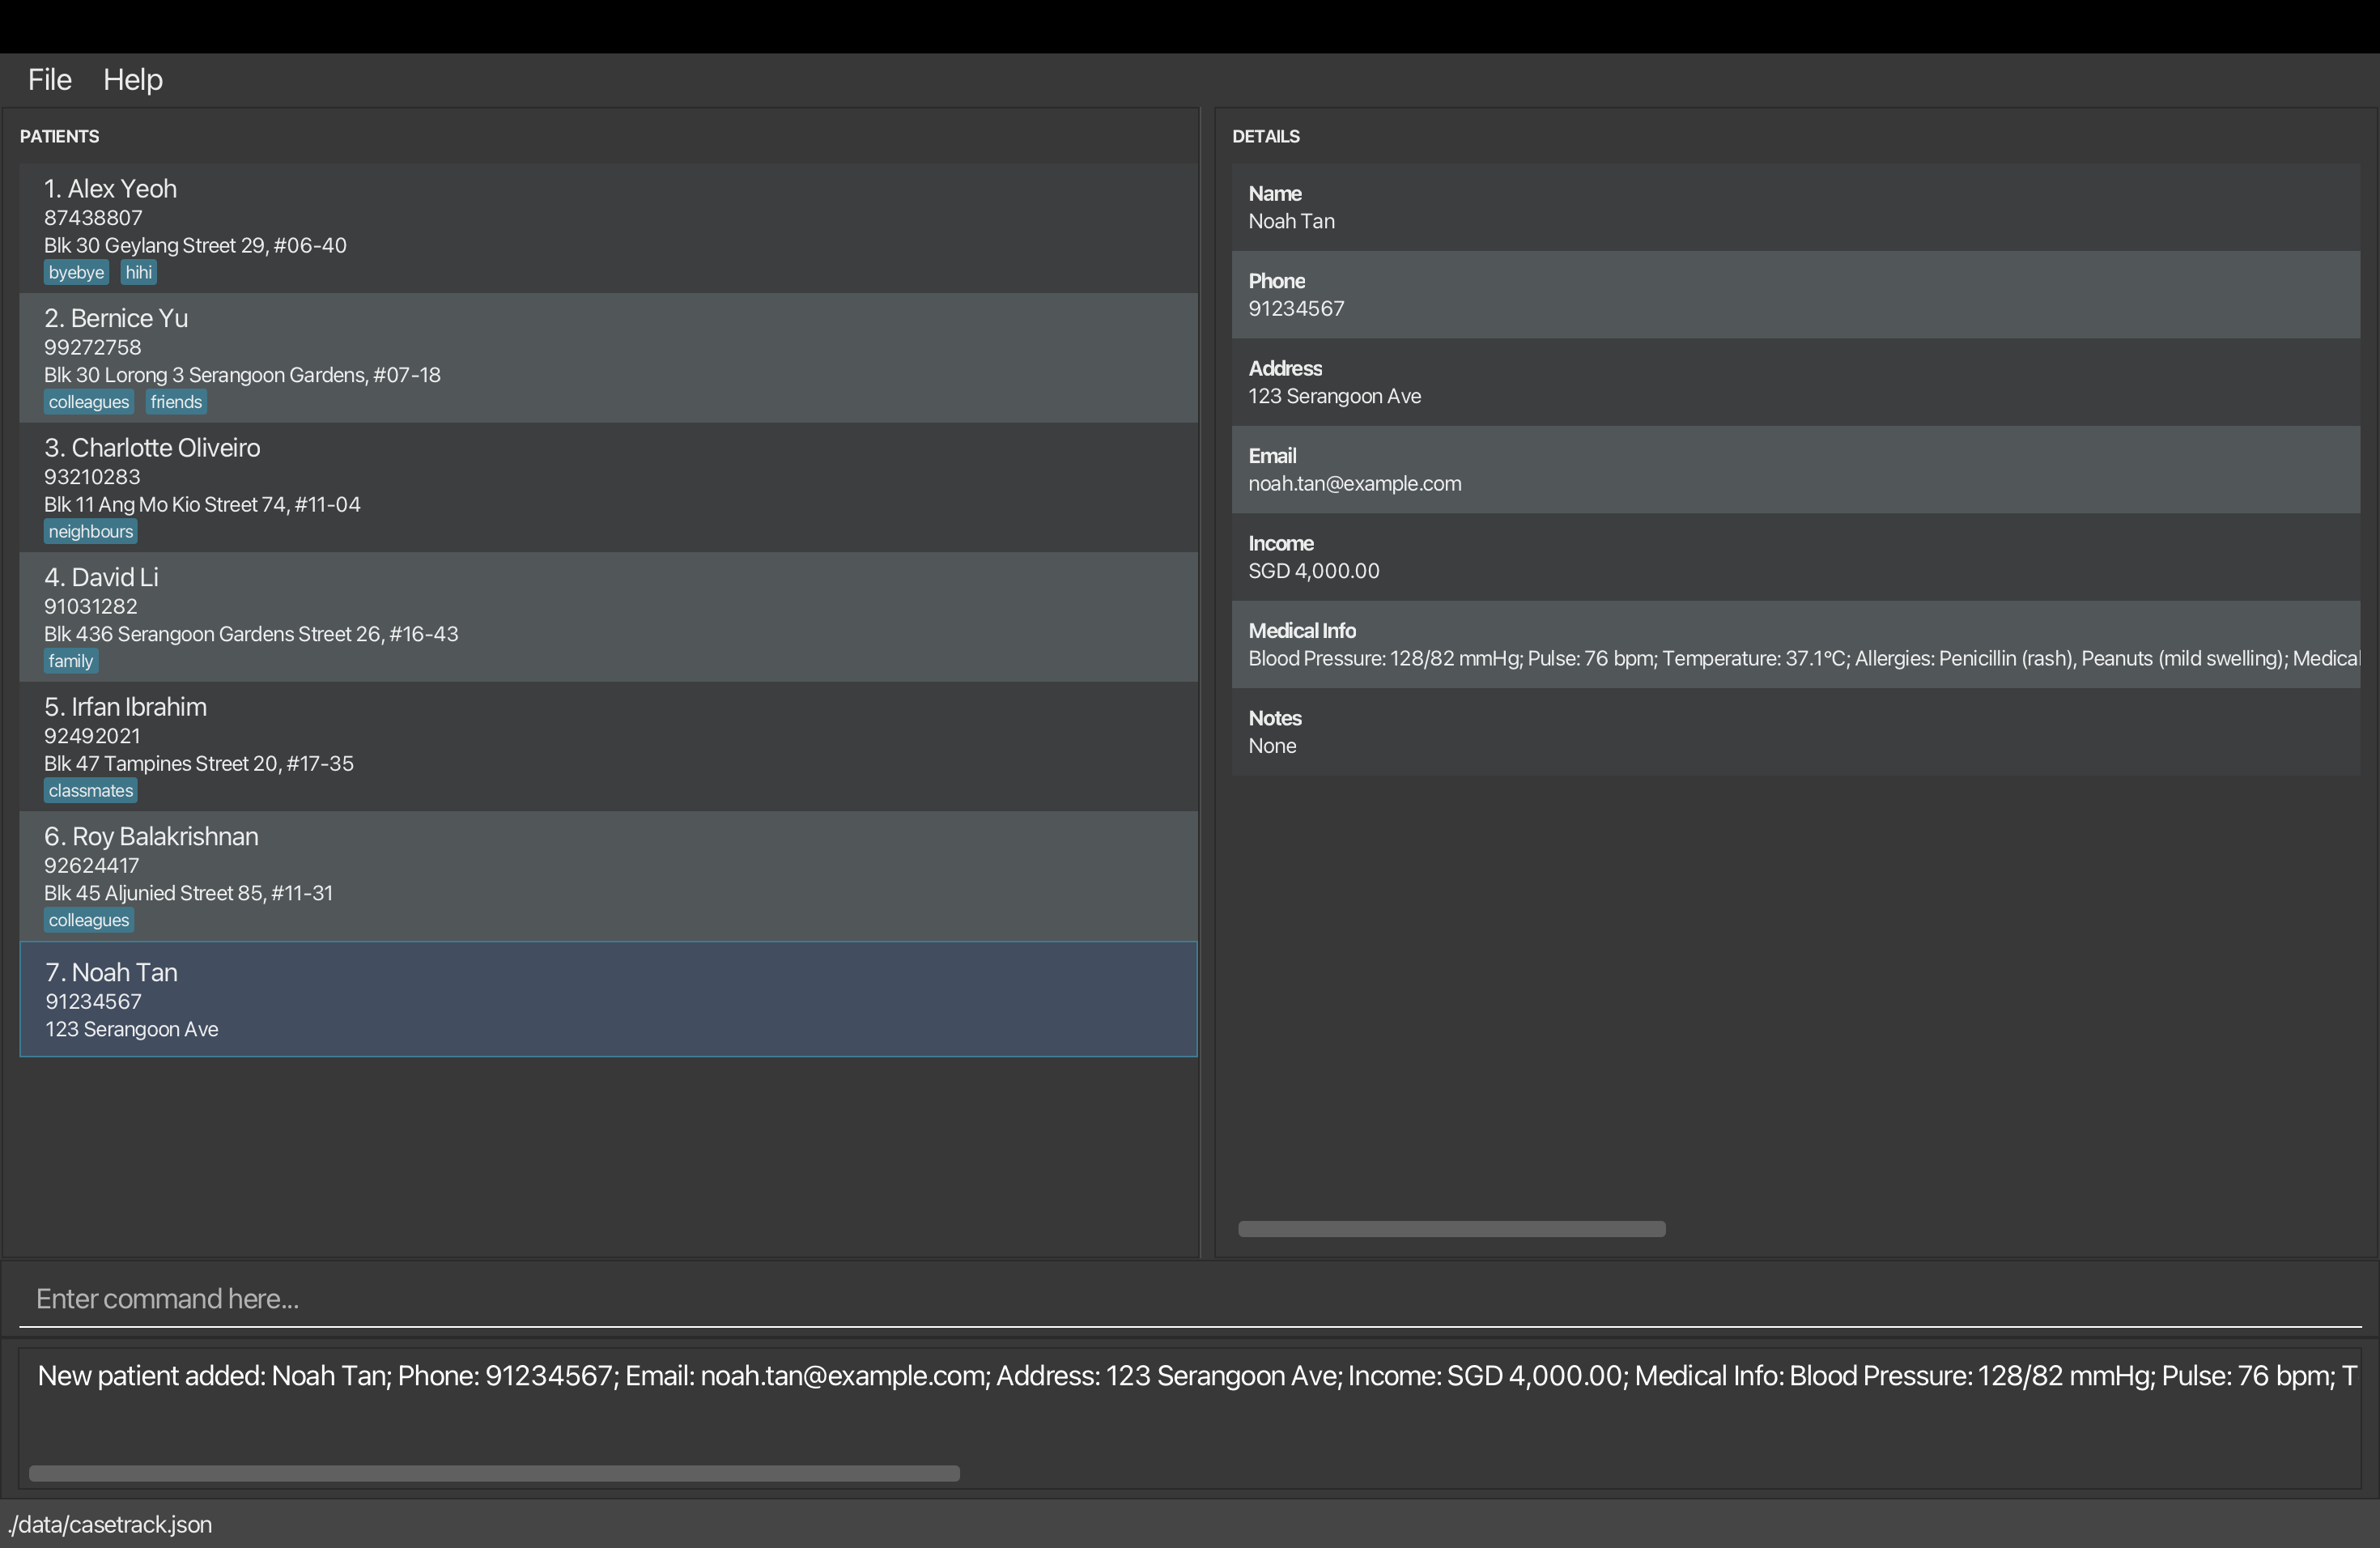 File Help
PATIENTS
1. Alex Yeoh
87438807
Blk 30 Geylang Street 29, #06-40
byebye hihi
2. Bernice Yu
99272758
Blk 30 Lorong 3 Serangoon Gardens, #07-18
colleagues friends
3. Charlotte Oliveiro
93210283
Blk 11 Ang Mo Kio Street 74, #11-04
neighbours
4. David Li
91031282
Blk 436 Serangoon Gardens Street 26, #16-43
family
5. Irfan Ibrahim
92492021
Blk 47 Tampines Street 20, #17-35
classmates
6. Roy Balakrishnan
92624417
Blk 45 Aljunied Street 85, #11-31
colleagues
7. Noah Tan
91234567
123 Serangoon Ave
DETAILS
Name
Noah Tan
Phone
91234567
Address
123 Serangoon Ave
Email
noah.tan@example.com
Income
SGD 4,000.00
Medical Info
Blood Pressure: 128/82 mmHg; Pulse: 76 bpm; Temperature: 37.1°C; Allergies: Penicillin (rash), Peanuts (mild swelling); Medical
Notes
None
Enter command here...
New patient added: Noah Tan; Phone: 91234567; Email: noah.tan@example.com; Address: 123 Serangoon Ave; Income: SGD 4,000.00; Medical Info: Blood Pressure: 128/82 mmHg; Pulse: 76 bpm; T
./data/casetrack.json